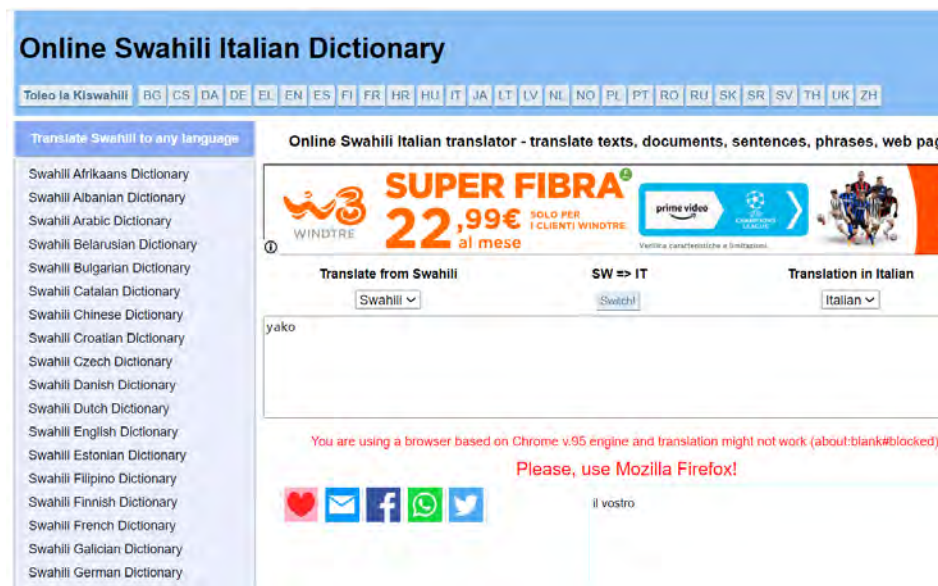 Online Swahili Italian Dictionary
Toleo la Kiswahili BG CS DA DE EL EN ES FI FR HR HU IT JA LT LV NL NO PL PT RO RU SK SR SV TH UK ZH
Translate Swahili to any language
Swahili Afrikaans Dictionary
Swahili Albanian Dictionary
Swahili Arabic Dictionary
Swahili Belarusian Dictionary
Swahili Bulgarian Dictionary
Swahili Catalan Dictionary
Swahili Chinese Dictionary
Swahili Croatian Dictionary
Swahili Czech Dictionary
Swahili Danish Dictionary
Swahili Dutch Dictionary
Swahili English Dictionary
Swahili Estonian Dictionary
Swahili Filipino Dictionary
Swahili Finnish Dictionary
Swahili French Dictionary
Swahili Galician Dictionary
Swahili German Dictionary
Online Swahili Italian translator - translate texts, documents, sentences, phrases, web pag
WINDTRE
SUPER FIBRA
22,99€ al mese
SOLO PER
I CLIENTI WINDTRE
prime video
CHAMPIONS
LEAGUE
Verifica caratteristiche e limitazioni
Translate from Swahili SW => IT Translation in Italian
Swahili Switch! Italian
yako
You are using a browser based on Chrome v.95 engine and translation might not work (about:blank#blocked)
Please, use Mozilla Firefox!
il vostro